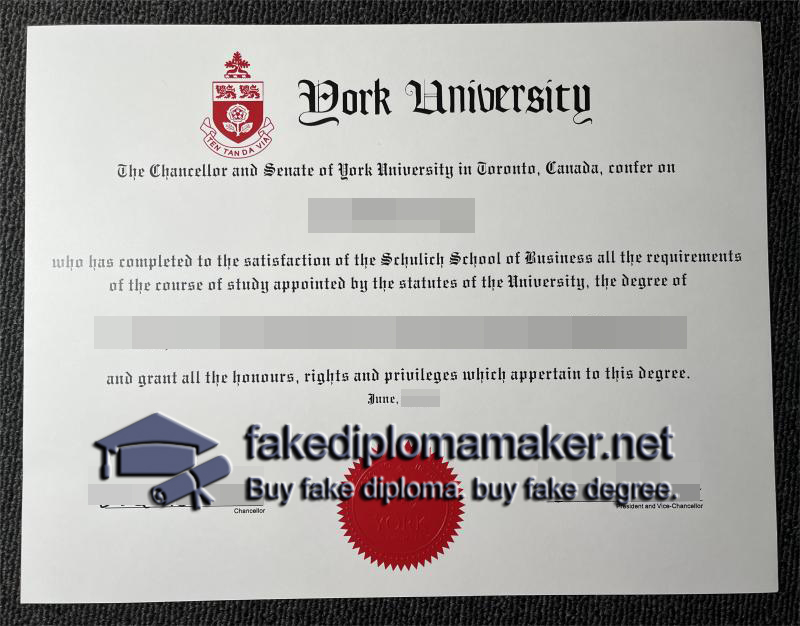 York University
TENTANDA VIA
The Chancellor and Senate of York University in Toronto, Canada, confer on
who has completed to the satisfaction of the Schulich School of Business all the requirements
of the course of study appointed by the statutes of the University, the degree of
and grant all the honours, rights and privileges which appertain to this degree.
June,
fakediplomamaker.net
Buy fake diploma, buy fake degree.
YORK
Chancellor
President and Vice-Chancellor